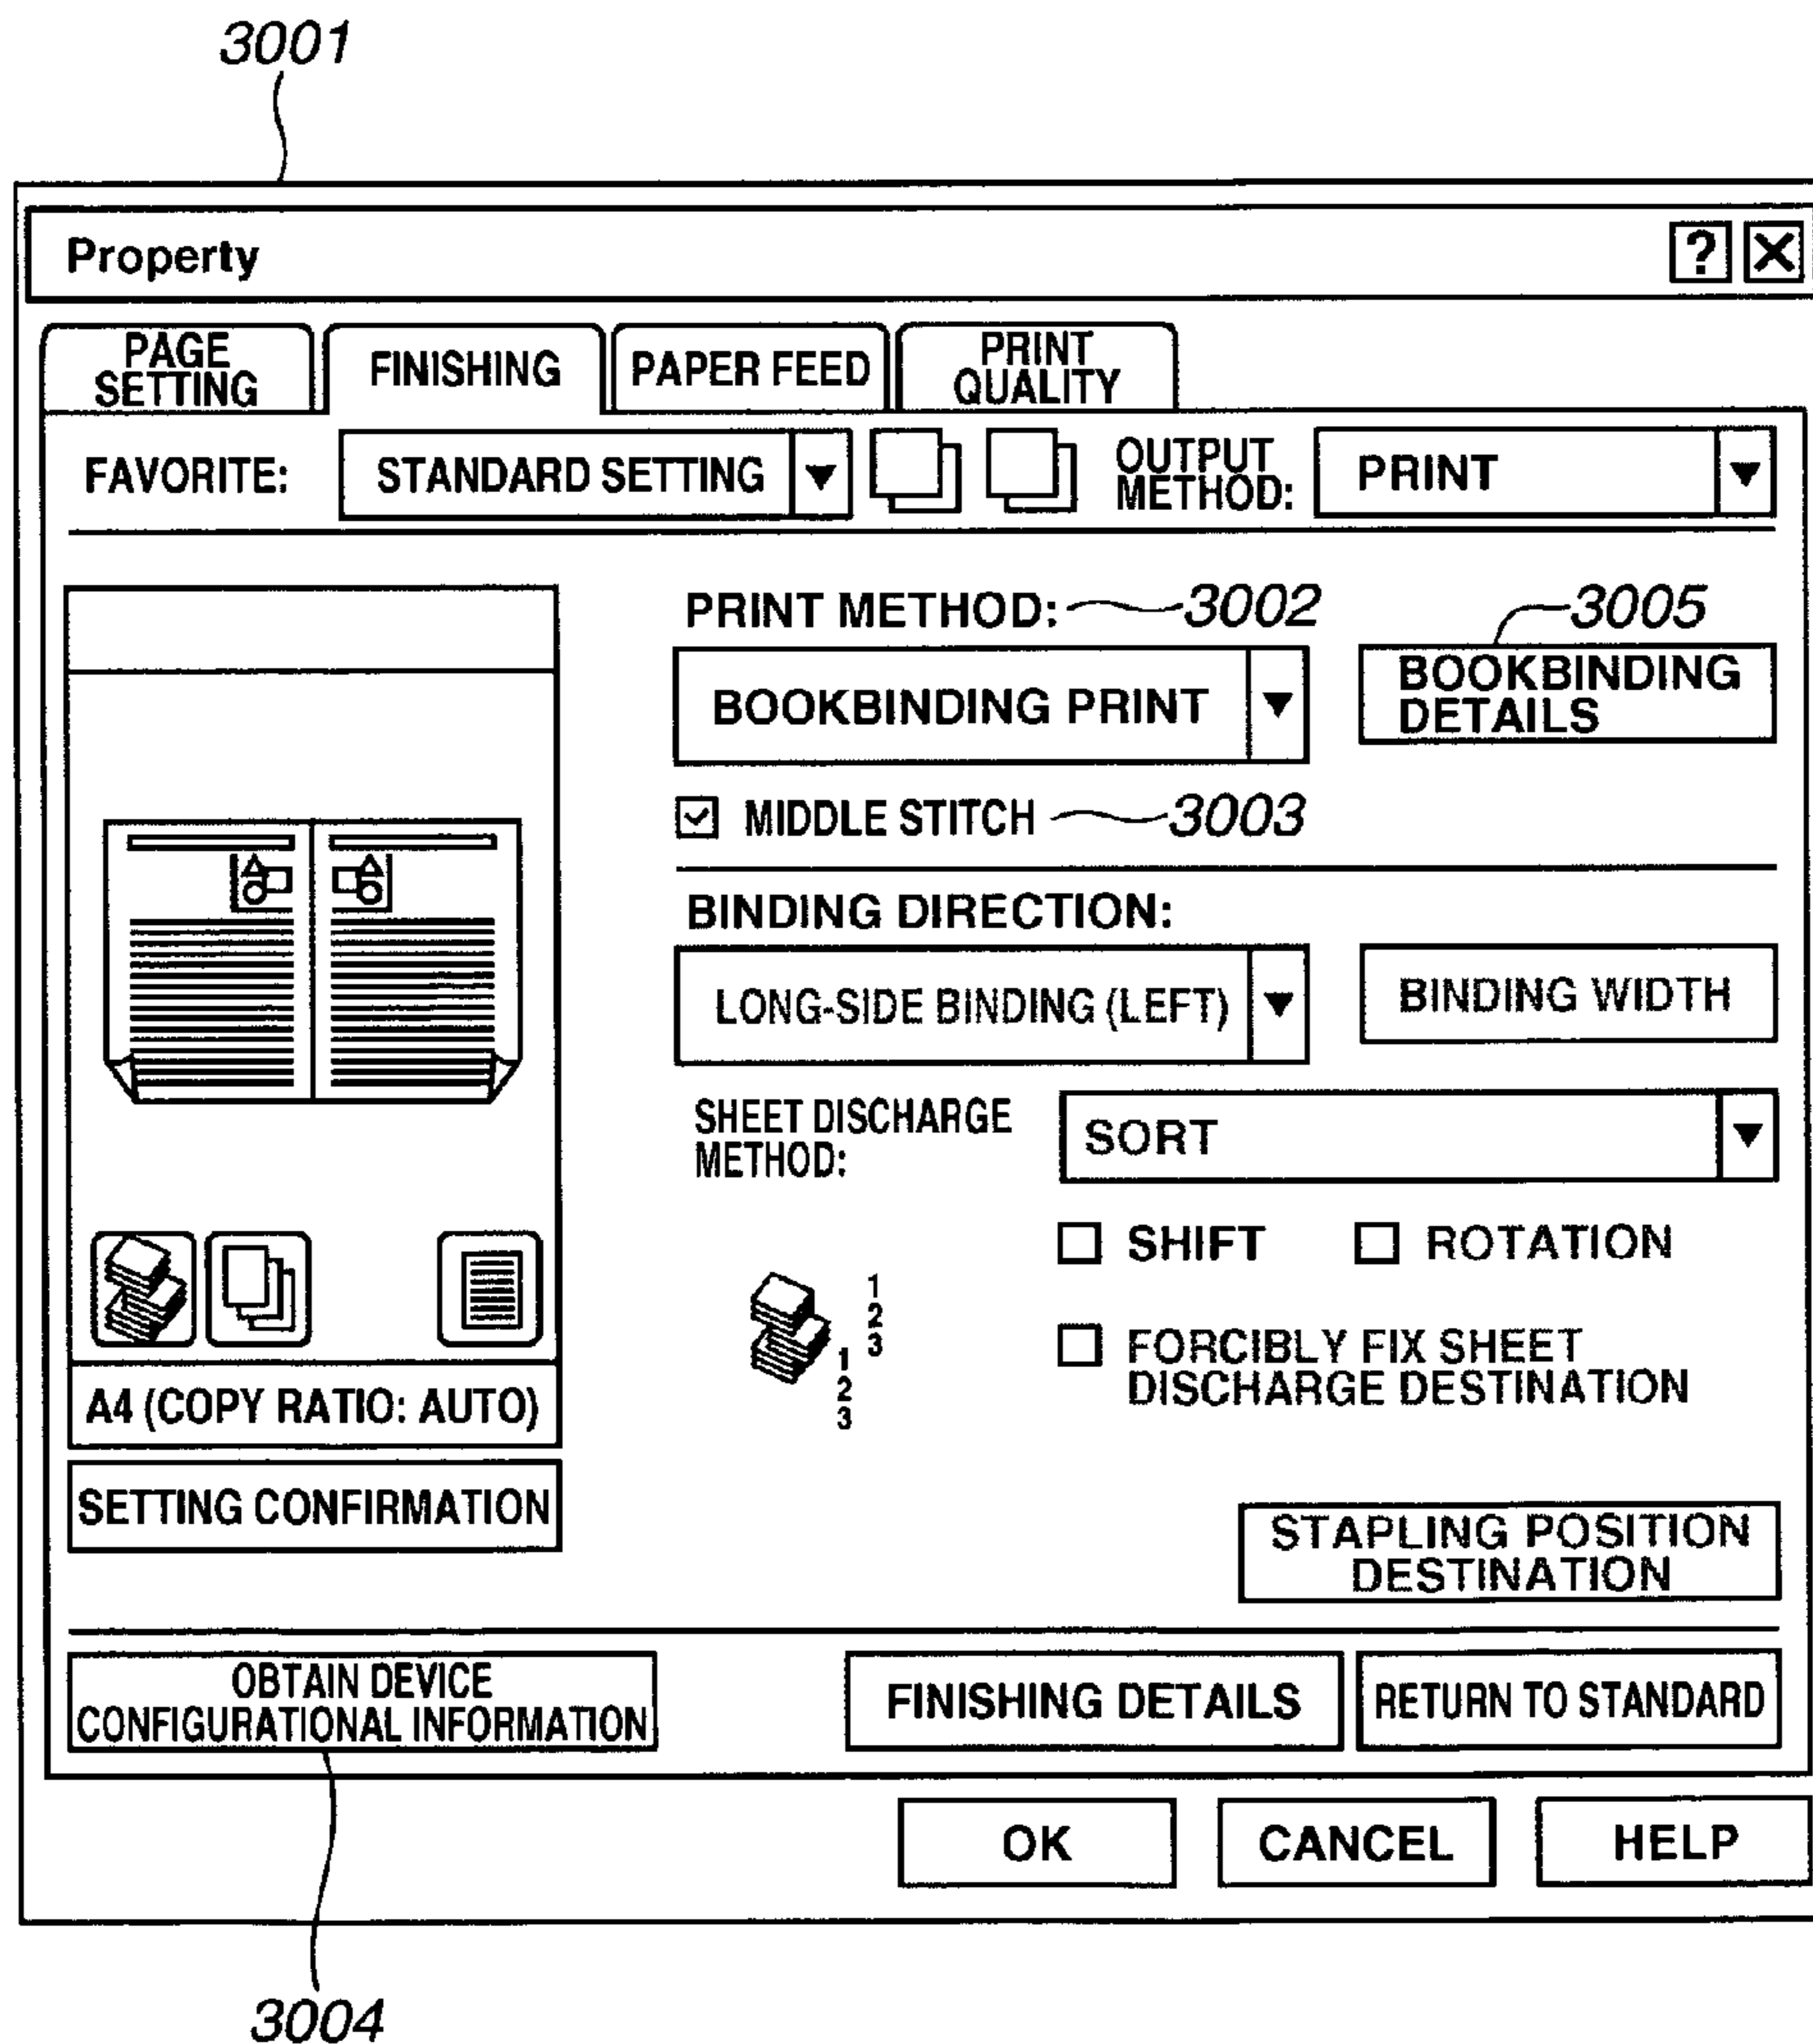 3001
Property
? X
PAGE
SETTING
FINISHING
PAPER FEED
PRINT
QUALITY
FAVORITE:
STANDARD SETTING
OUTPUT
METHOD:
PRINT
PRINT METHOD:
3002
3005
BOOKBINDING PRINT
BOOKBINDING
DETAILS
MIDDLE STITCH
3003
BINDING DIRECTION:
LONG-SIDE BINDING (LEFT)
BINDING WIDTH
SHEET DISCHARGE
METHOD:
SORT
SHIFT
ROTATION
1
2
3
1
2
3
FORCIBLY FIX SHEET
DISCHARGE DESTINATION
A4 (COPY RATIO: AUTO)
SETTING CONFIRMATION
STAPLING POSITION
DESTINATION
OBTAIN DEVICE
CONFIGURATIONAL INFORMATION
FINISHING DETAILS
RETURN TO STANDARD
OK
CANCEL
HELP
3004